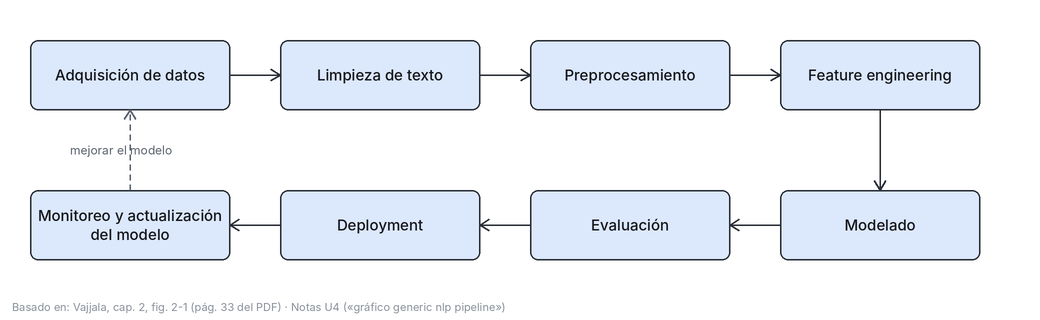 Adquisición de datos
Limpieza de texto
Preprocesamiento
Feature engineering
mejorar el modelo
Monitoreo y actualización
del modelo
Deployment
Evaluación
Modelado
Basado en: Vajjala, cap. 2, fig. 2-1 (pág. 33 del PDF) · Notas U4 («gráfico generic nlp pipeline»)